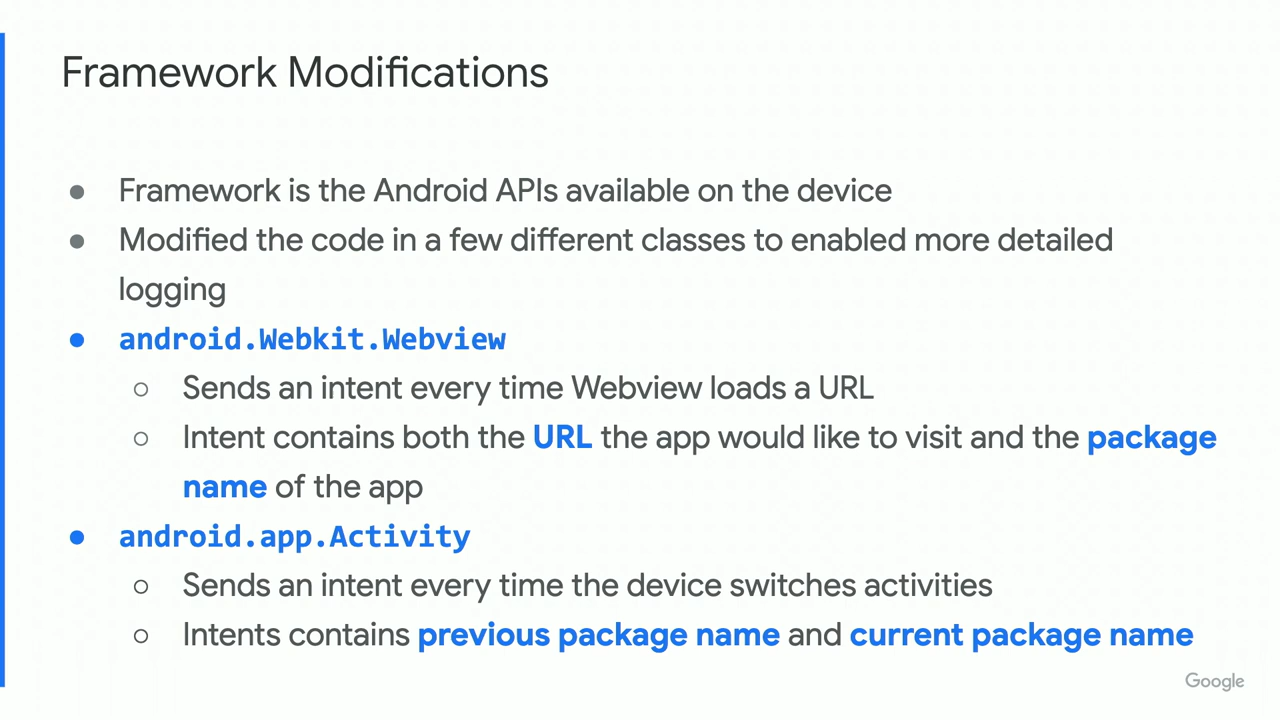 Framework Modifications
● Framework is the Android APIs available on the device
● Modified the code in a few different classes to enabled more detailed
logging
● android.Webkit.Webview
○ Sends an intent every time Webview loads a URL
○ Intent contains both the URL the app would like to visit and the package
name of the app
● android.app.Activity
○ Sends an intent every time the device switches activities
○ Intents contains previous package name and current package name
Google